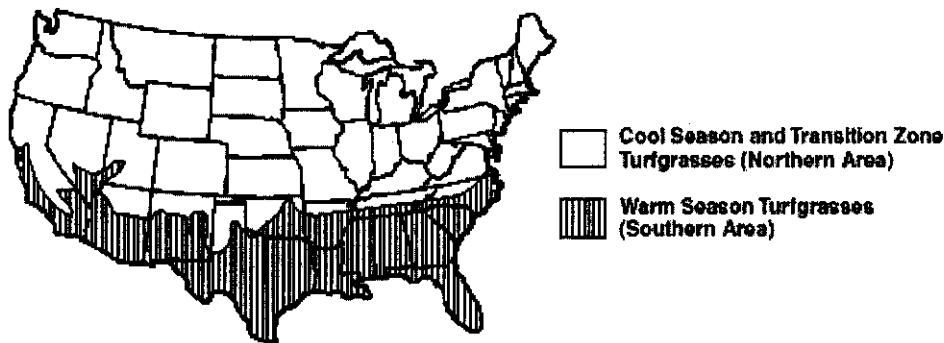 Cool Season and Transition Zone
Turfgrasses (Northern Area)
Warm Season Turfgrasses
(Southern Area)